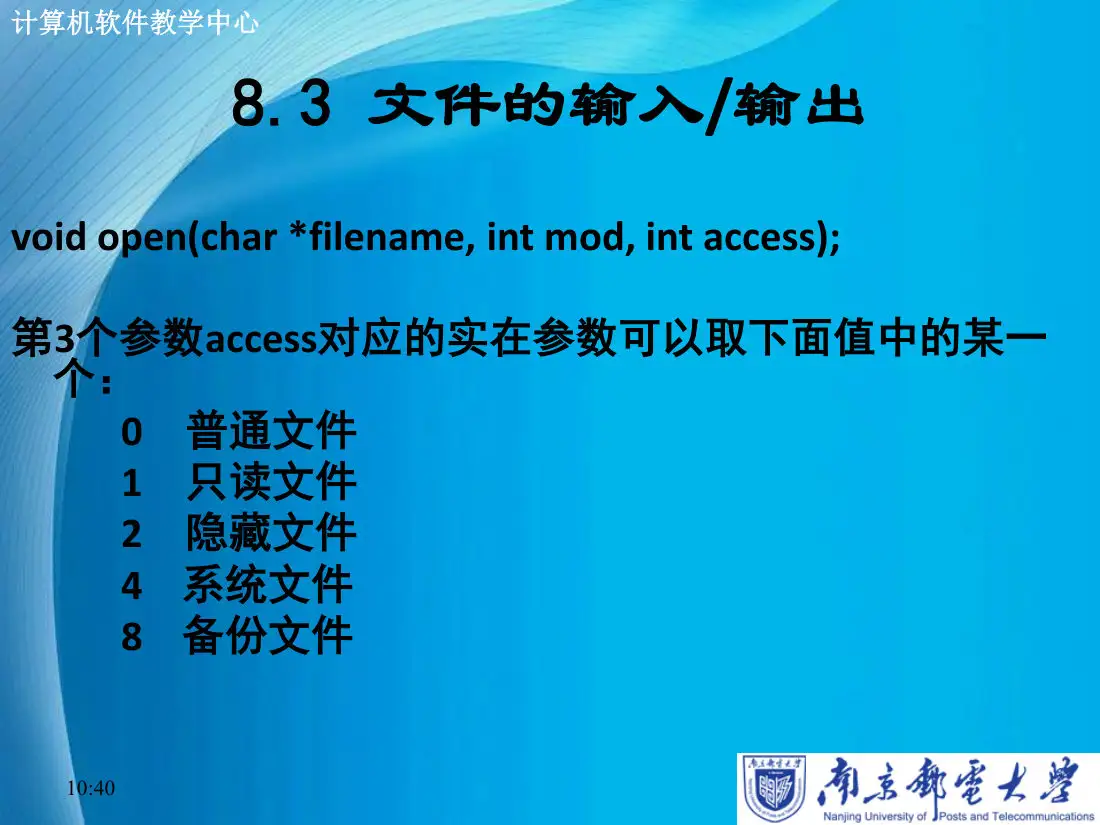 计算机软件教学中心
8.3 文件的输入/输出
void open(char *filename, int mod, int access);
第3个参数access对应的实在参数可以取下面值中的某一
个：
0 普通文件
1 只读文件
2 隐藏文件
4 系统文件
8 备份文件
10:40
南京郵電大學
Nanjing University of Posts and Telecommunications